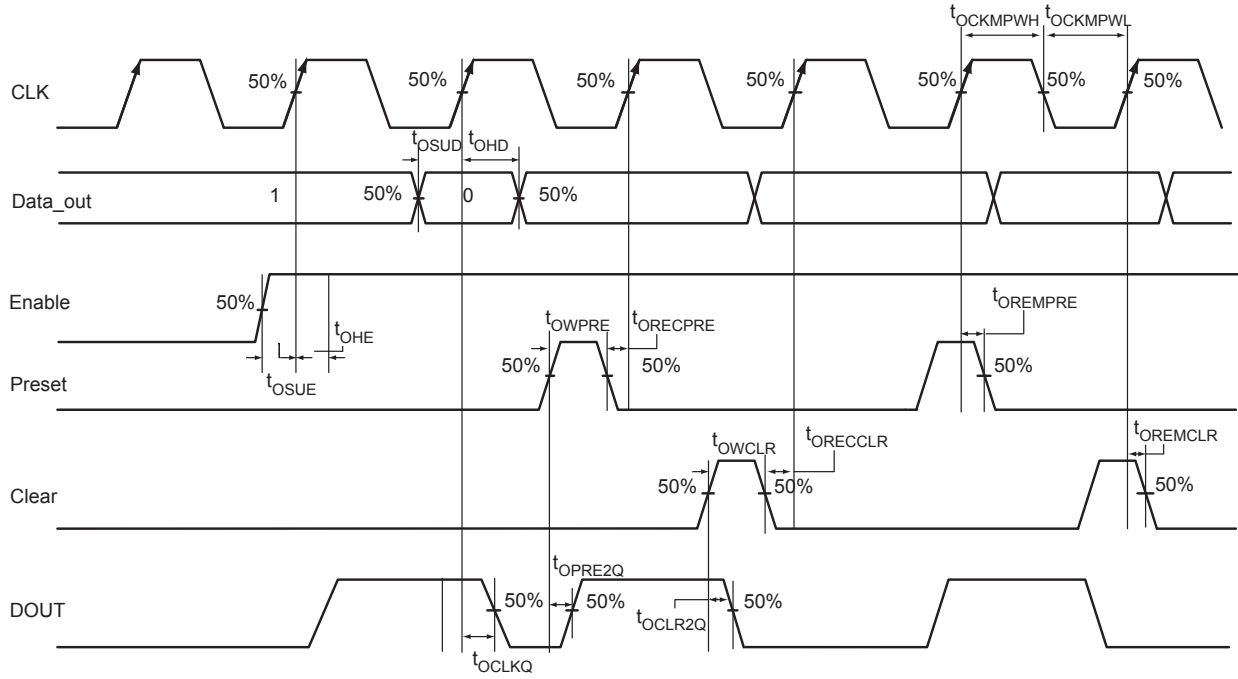 tOCKMPWH tOCKMPWL
CLK 50% 50% 50% 50% 50% 50% 50%
tOSUD tOHD
Data_out 1 50% 0 50%
Enable 50%
tOHE
tOSUE
tOWPRE tORECPRE tOREMPRE
Preset 50% 50% 50%
tOWCLR tORECCLR tOREMCLR
Clear 50% 50% 50%
tOPRE2Q
DOUT 50% 50% 50%
tOCLR2Q
tOCLKQ